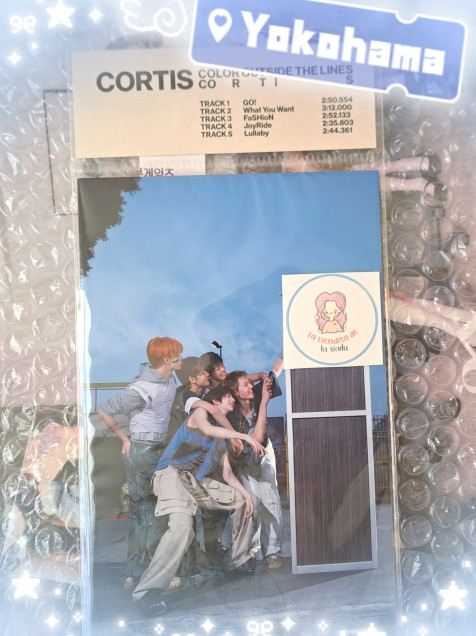 Yokohama
CORTIS COLOR OUTSIDE THE LINES
CO R T I S
TRACK 1 GO! 2:50.554
TRACK 2 What You Want 3:12.000
TRACK 3 FaSHioN 2:52.133
TRACK 4 JoyRide 2:35.803
TRACK 5 Lullaby 2:44.361
La tiendita de